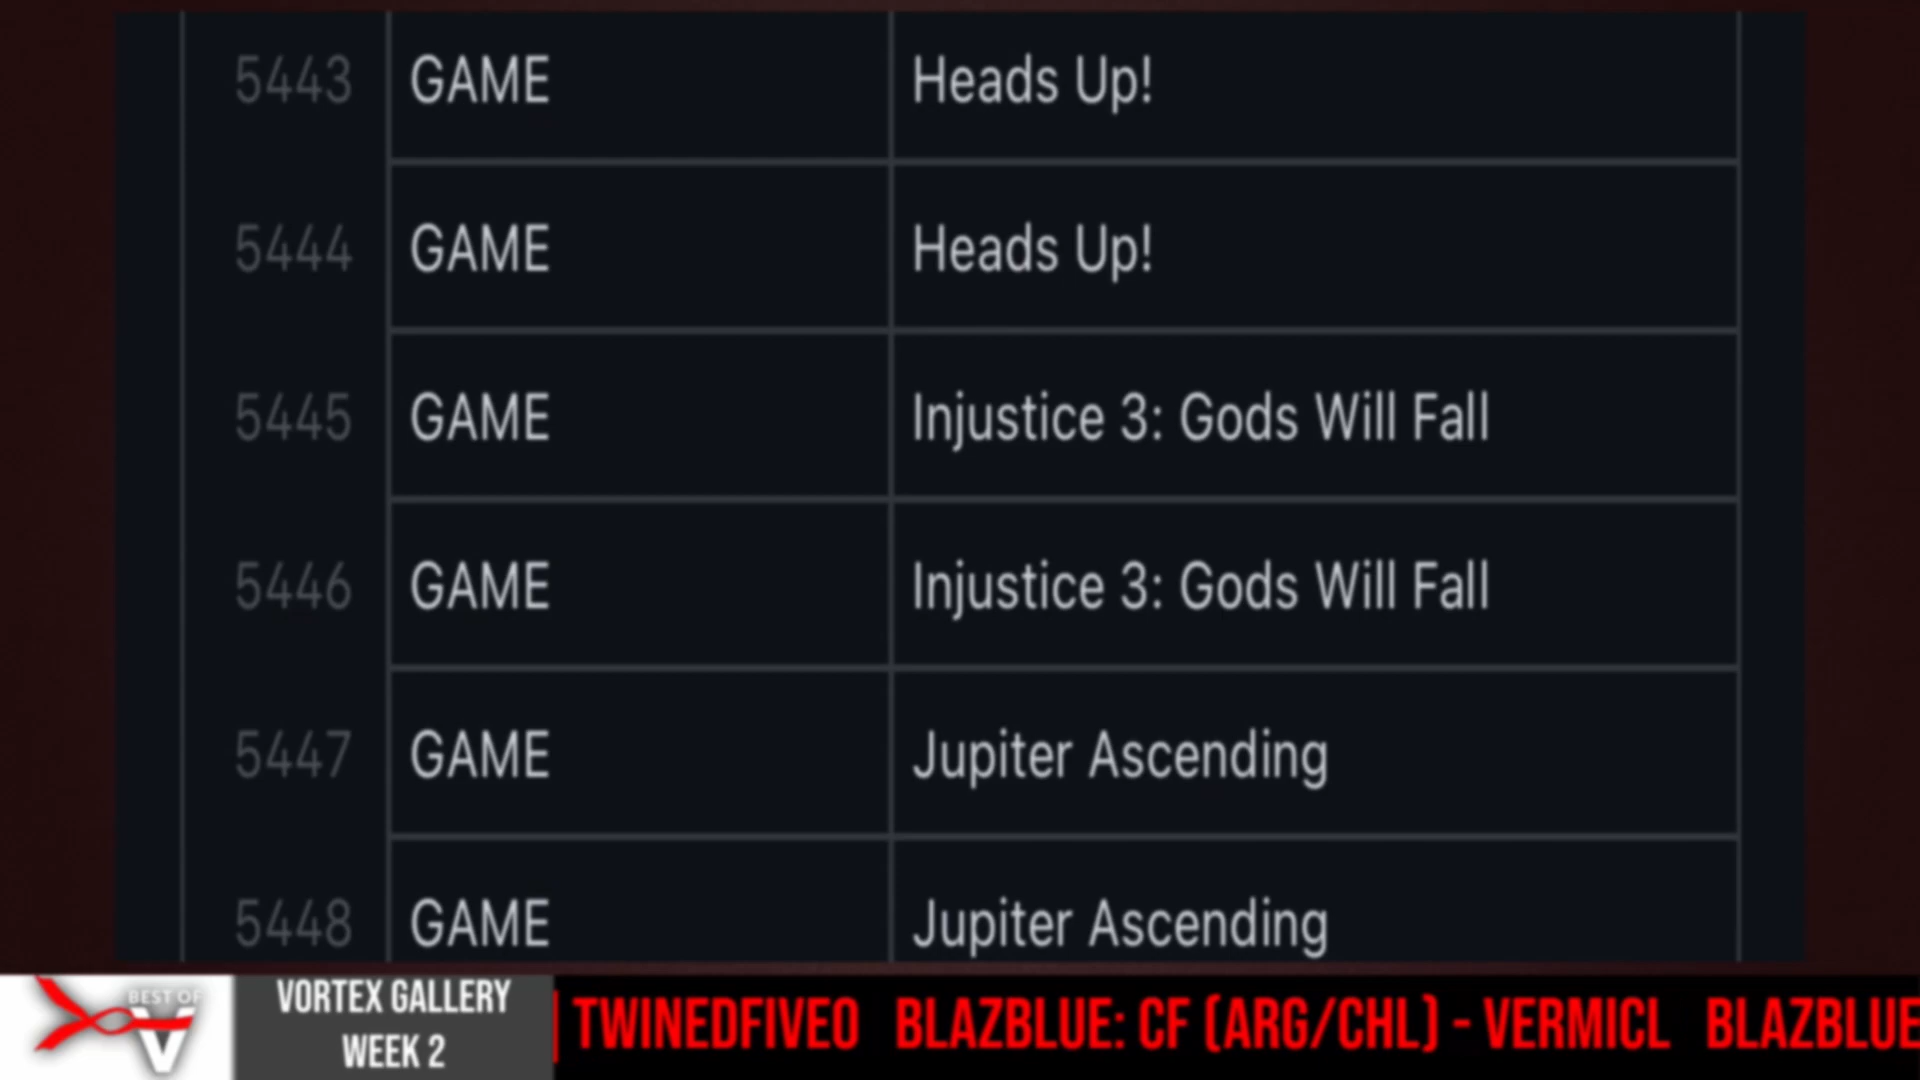 5443 GAME Heads Up!
5444 GAME Heads Up!
5445 GAME Injustice 3: Gods Will Fall
5446 GAME Injustice 3: Gods Will Fall
5447 GAME Jupiter Ascending
5448 GAME Jupiter Ascending
BEST OF
V
VORTEX GALLERY
WEEK 2
TWINEDFIVEO BLAZBLUE: CF (ARG/CHL) - VERMICL BLAZBLUE